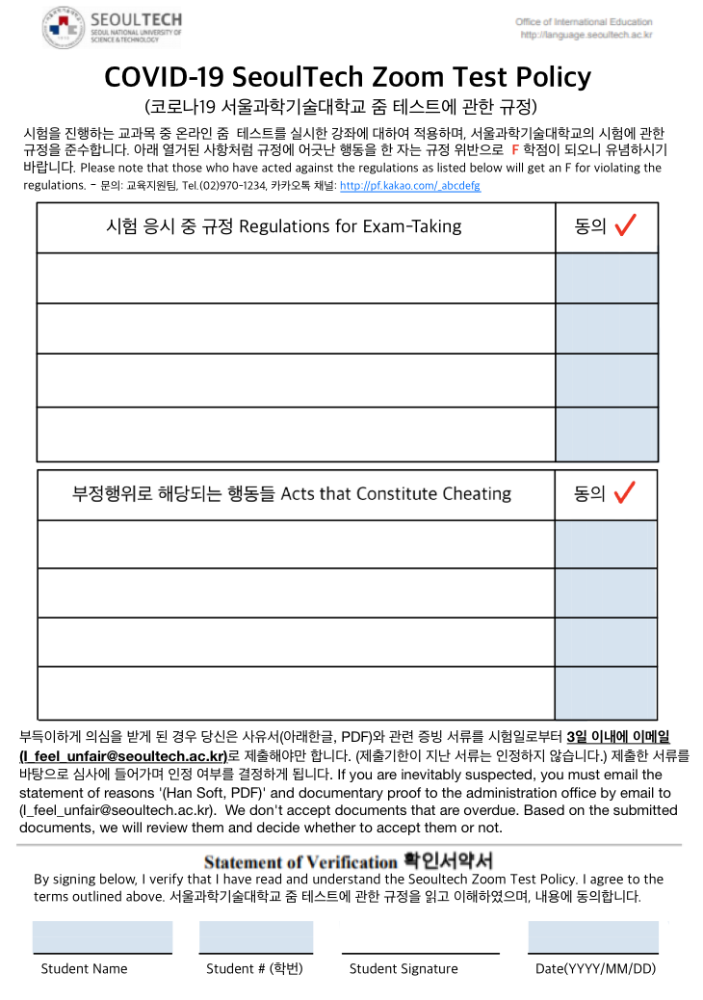 SEOULTECH
SEOUL NATIONAL UNIVERSITY OF
SCIENCE & TECHNOLOGY
Office of International Education
http://language.seoultech.ac.kr
COVID-19 SeoulTech Zoom Test Policy
(코로나19 서울과학기술대학교 줌 테스트에 관한 규정)
시험을 진행하는 교과목 중 온라인 줌 테스트를 실시한 강좌에 대하여 적용하며, 서울과학기술대학교의 시험에 관한
규정을 준수합니다. 아래 열거된 사항처럼 규정에 어긋난 행동을 한 자는 규정 위반으로 F 학점이 되오니 유념하시기
바랍니다. Please note that those who have acted against the regulations as listed below will get an F for violating the
regulations. - 문의: 교육지원팀, Tel.(02)970-1234, 카카오톡 채널: http://pf.kakao.com/_abcdefg
시험 응시 중 규정 Regulations for Exam-Taking
동의
부정행위로 해당되는 행동들 Acts that Constitute Cheating
동의
부득이하게 의심을 받게 된 경우 당신은 사유서(아래한글, PDF)와 관련 증빙 서류를 시험일로부터 3일 이내에 이메일
(I_feel_unfair@seoultech.ac.kr)로 제출해야만 합니다. (제출기한이 지난 서류는 인정하지 않습니다.) 제출한 서류를
바탕으로 심사에 들어가며 인정 여부를 결정하게 됩니다. If you are inevitably suspected, you must email the
statement of reasons '(Han Soft, PDF)' and documentary proof to the administration office by email to
(I_feel_unfair@seoultech.ac.kr). We don't accept documents that are overdue. Based on the submitted
documents, we will review them and decide whether to accept them or not.
Statement of Verification 확인서약서
By signing below, I verify that I have read and understand the Seoultech Zoom Test Policy. I agree to the
terms outlined above. 서울과학기술대학교 줌 테스트에 관한 규정을 읽고 이해하였으며, 내용에 동의합니다.
Student Name
Student # (학번)
Student Signature
Date(YYYY/MM/DD)